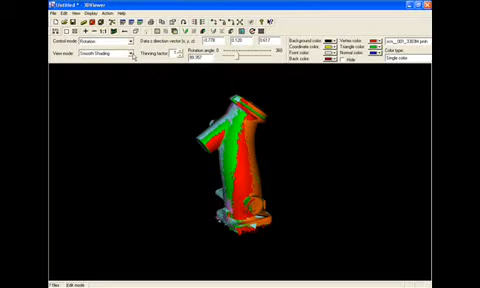 Untitled * - 3DViewer
File Edit View Display Action Help
Control mode: Rotation Data z direction vector (x, y, z): -0.778 0.120 0.617 Background color: Vertex color:
Coordinate color: Triangle color:
View mode: Smooth Shading Thinning factor: 1 Rotation angle: 0 360 Front color: Normal color: Color type:
Back color: Hide Single color
Edit mode